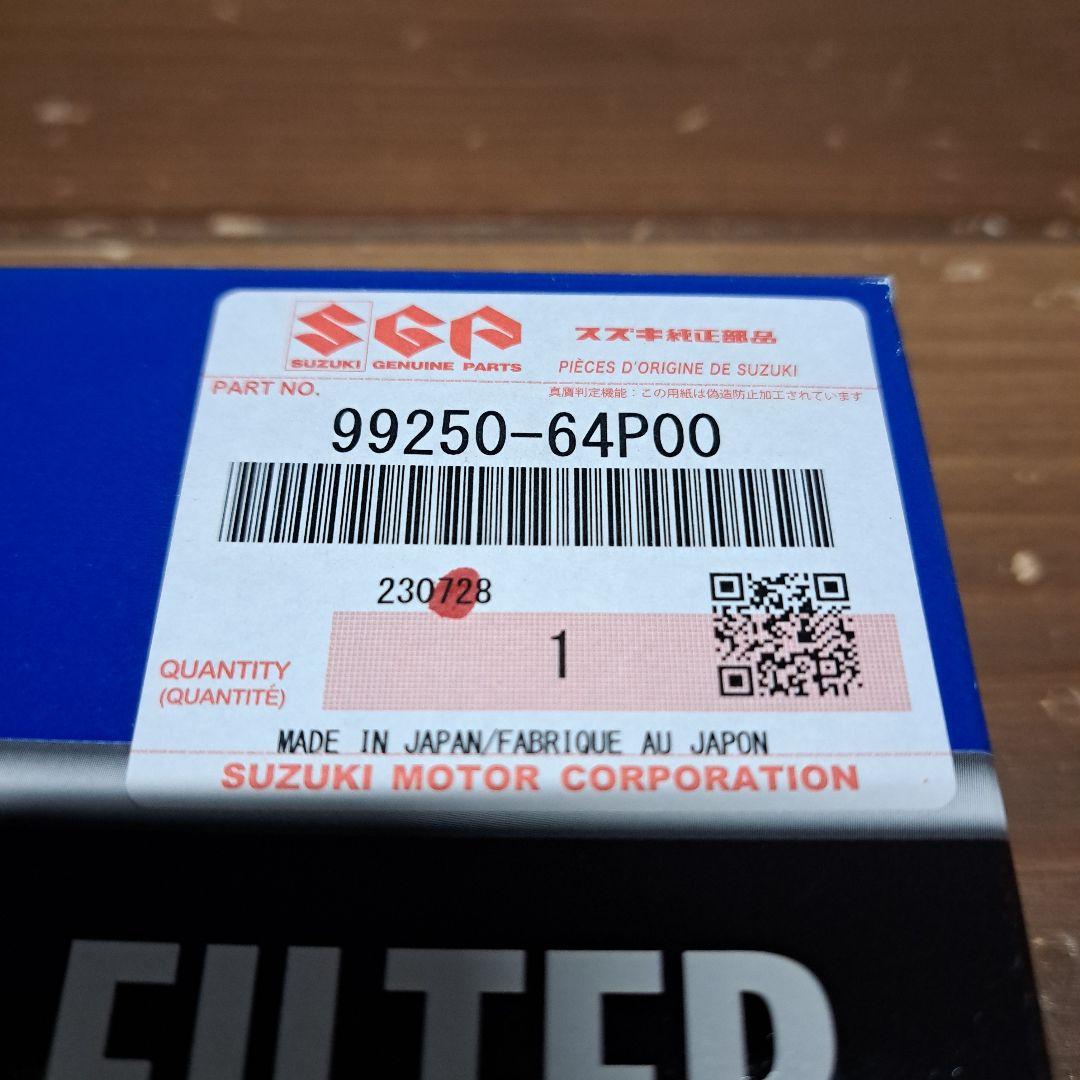 SGP スズキ純正部品
SUZUKI GENUINE PARTS PIÈCES D'ORIGINE DE SUZUKI
PART NO. 真贋判定機能：この用紙は偽造防止加工されています
99250-64P00
230728
QUANTITY 1
(QUANTITÉ)
MADE IN JAPAN/FABRIQUE AU JAPON
SUZUKI MOTOR CORPORATION
FILTER